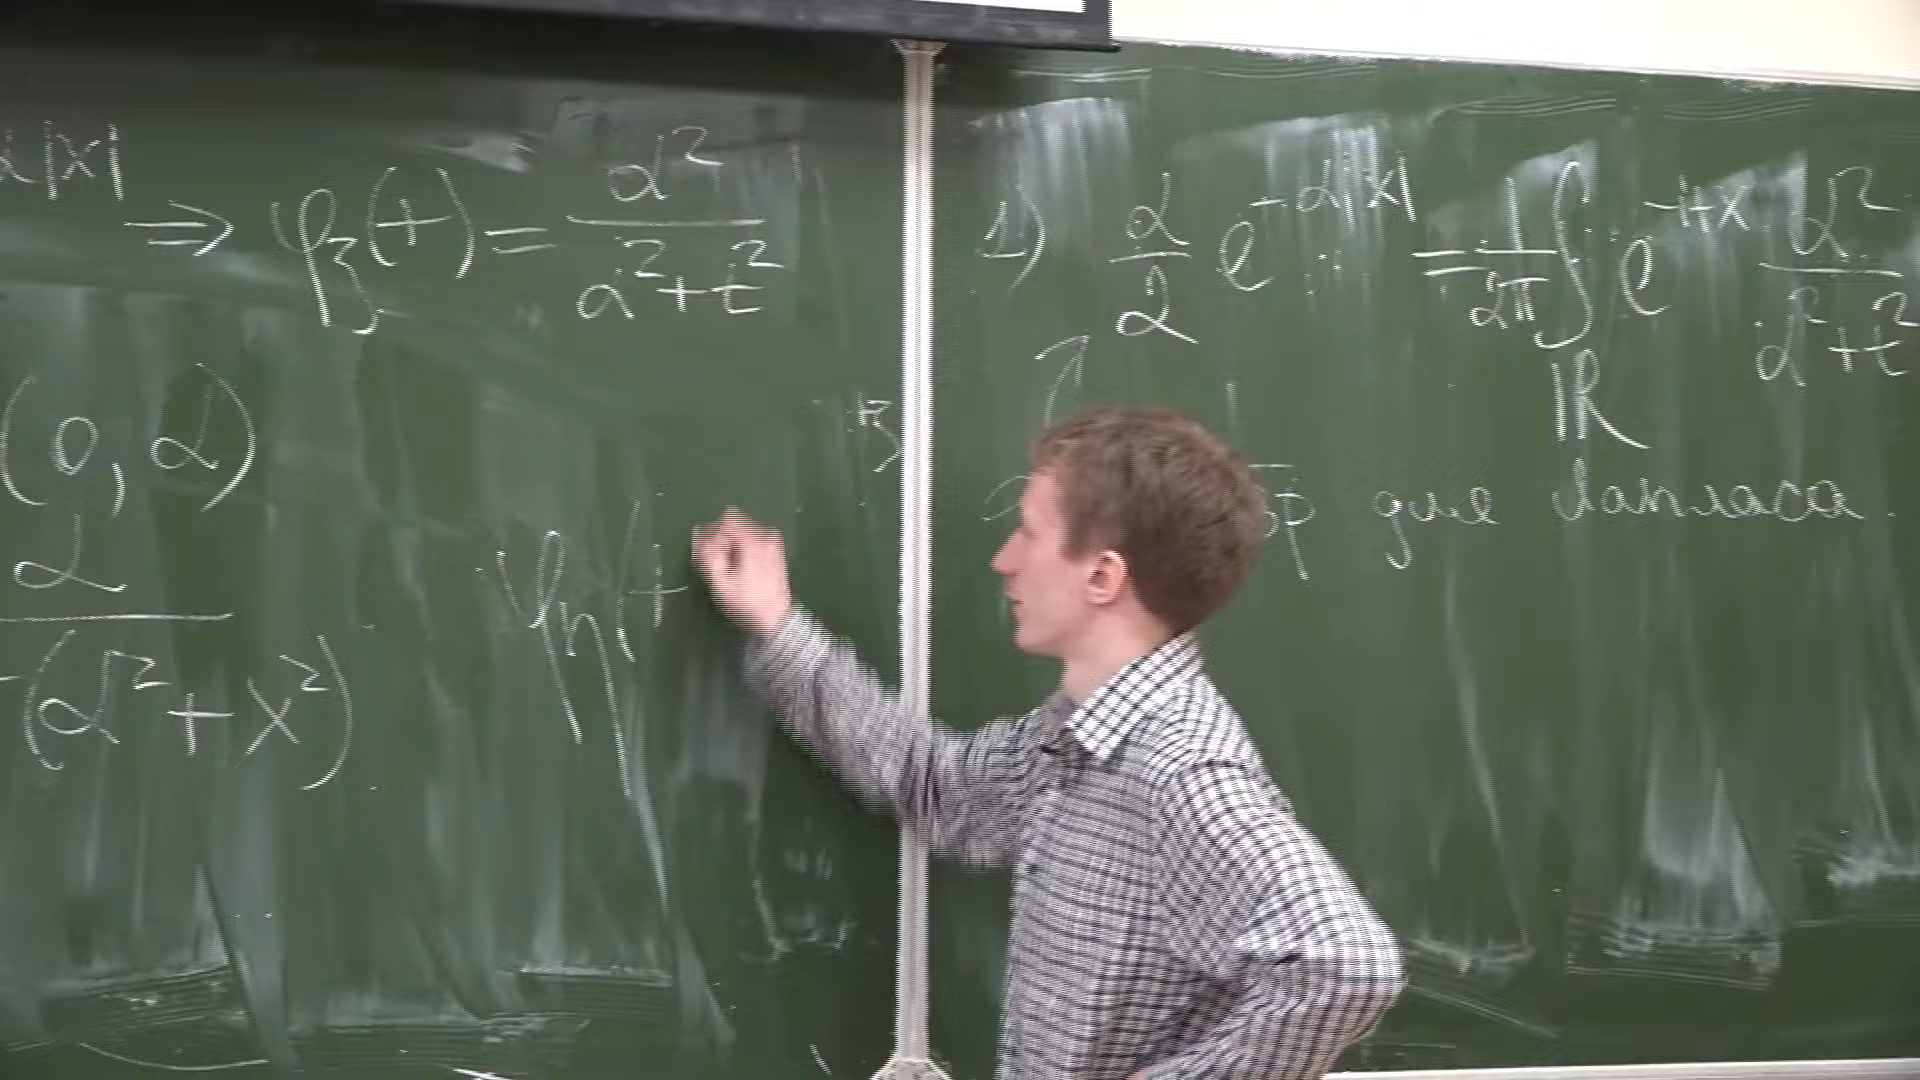 α|x| ⇒ φ_ξ(t) = α² / (α² + t²)
(0, α)
α / (α² + x²)
φ_η(t
1) α/2 e^{-α|x|} = 1/2π ∫_ℝ e^{-itx} α² / (α² + t²)
для Лапласа.